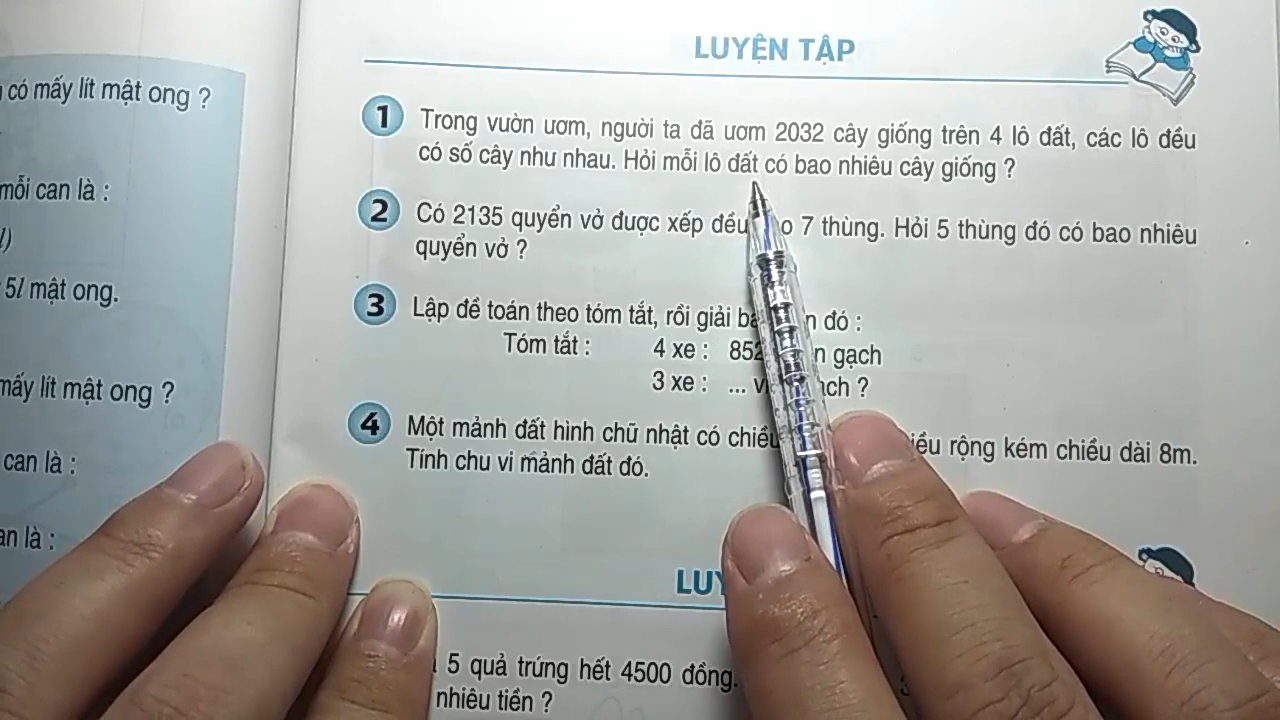 có mấy lít mật ong ?
mỗi can là :
5l mật ong.
mấy lít mật ong ?
can là :
an là :
LUYỆN TẬP
1 Trong vườn ươm, người ta đã ươm 2032 cây giống trên 4 lô đất, các lô đều
có số cây như nhau. Hỏi mỗi lô đất có bao nhiêu cây giống ?
2 Có 2135 quyển vở được xếp đều 7 thùng. Hỏi 5 thùng đó có bao nhiêu
quyển vở ?
3 Lập đề toán theo tóm tắt, rồi giải đó :
Tóm tắt : 4 xe : 852 gạch
3 xe : ... ?
4 Một mảnh đất hình chữ nhật có chiều rộng kém chiều dài 8m.
Tính chu vi mảnh đất đó.
LUY
5 quả trứng hết 4500 đồng.
nhiêu tiền ?